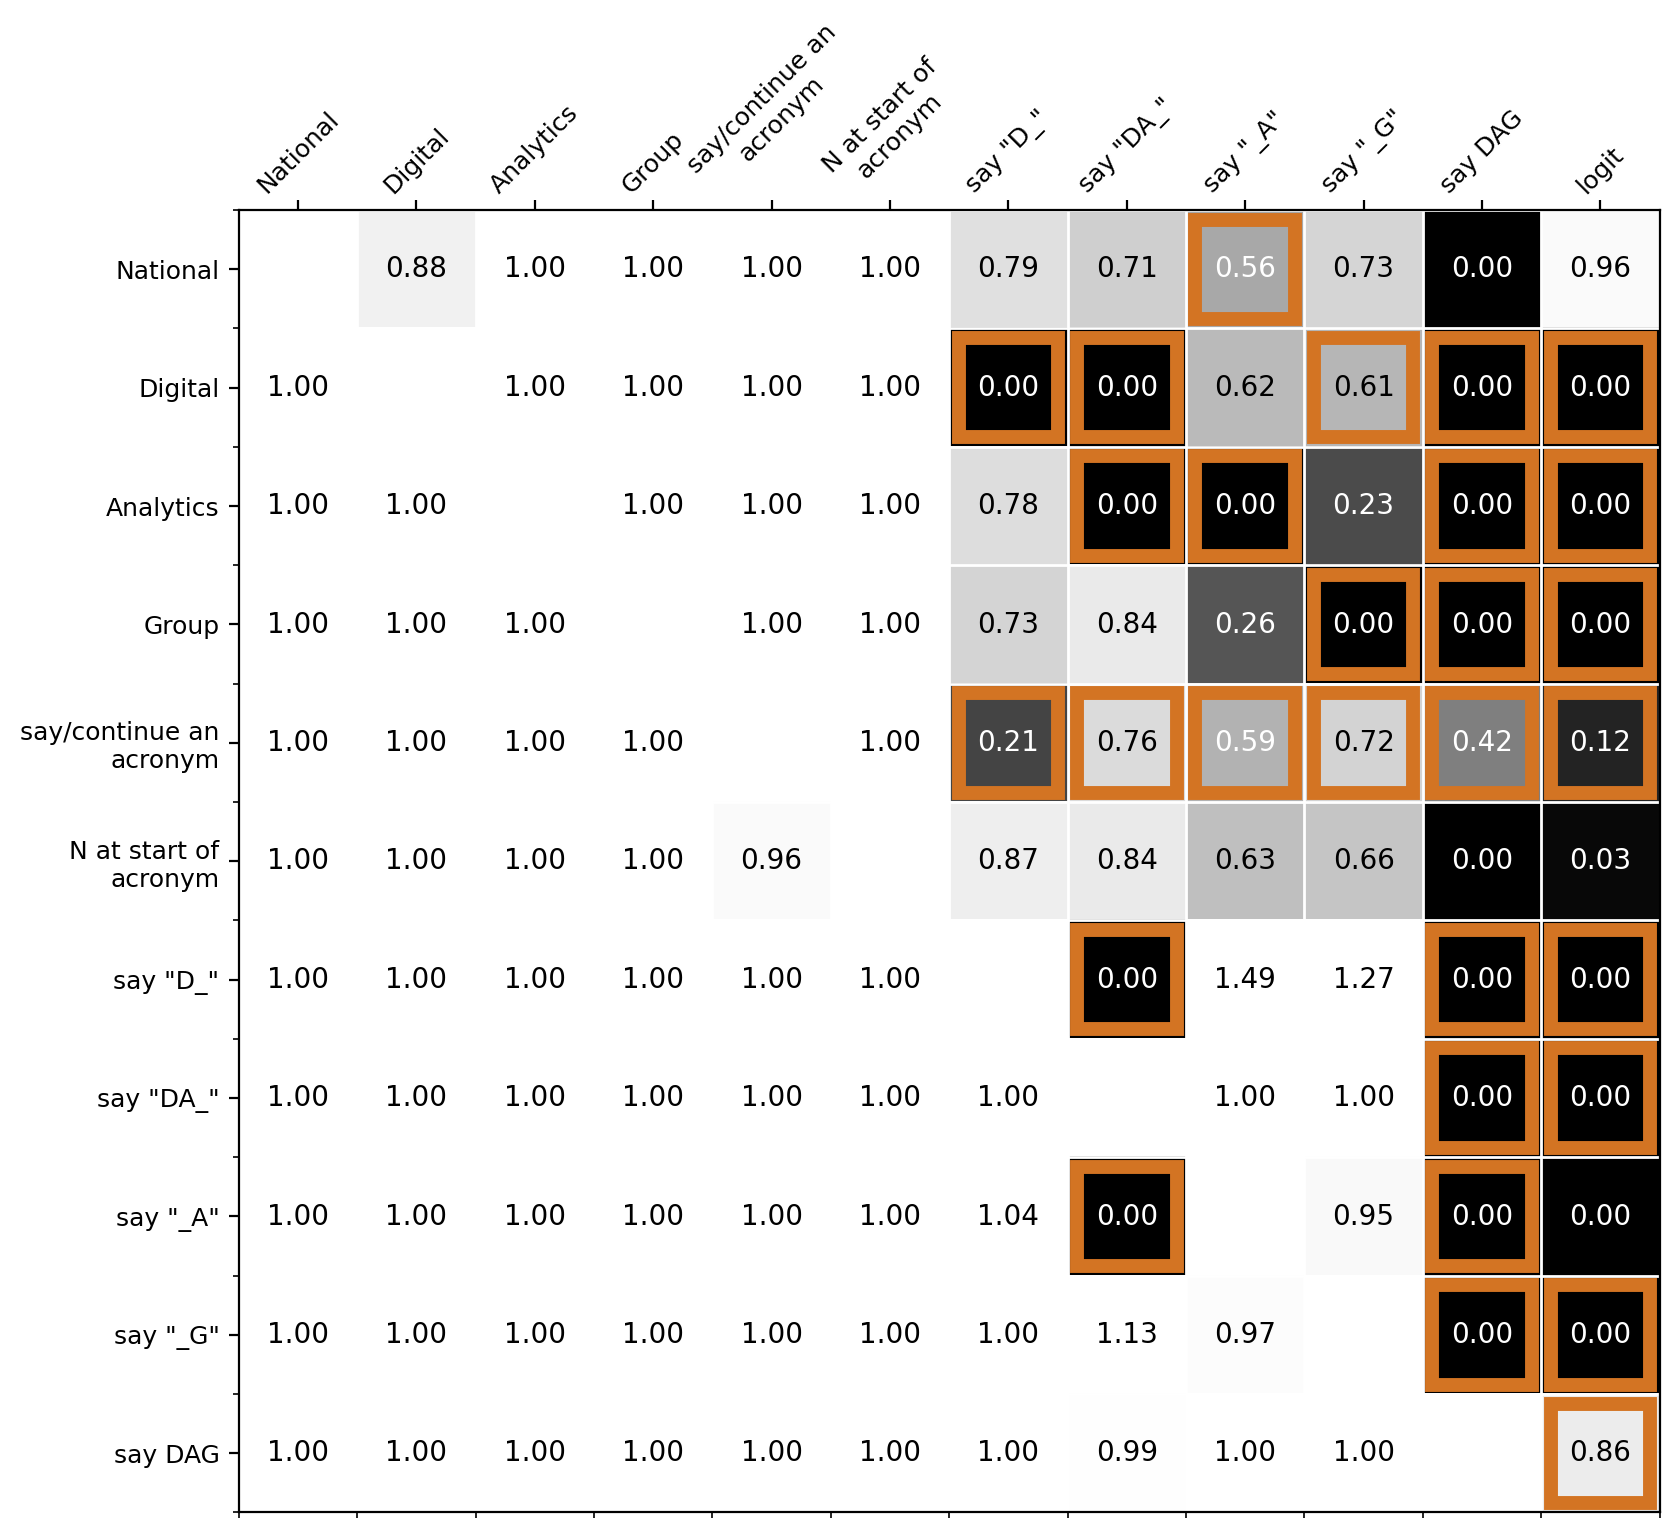 National
Digital
Analytics
Group
say/continue an
acronym
N at start of
acronym
say "D_"
say "DA_"
say "_A"
say "_G"
say DAG
logit
National 0.88 1.00 1.00 1.00 1.00 0.79 0.71 0.56 0.73 0.00 0.96
Digital 1.00 1.00 1.00 1.00 1.00 0.00 0.00 0.62 0.61 0.00 0.00
Analytics 1.00 1.00 1.00 1.00 1.00 0.78 0.00 0.00 0.23 0.00 0.00
Group 1.00 1.00 1.00 1.00 1.00 0.73 0.84 0.26 0.00 0.00 0.00
say/continue an
acronym 1.00 1.00 1.00 1.00 1.00 0.21 0.76 0.59 0.72 0.42 0.12
N at start of
acronym 1.00 1.00 1.00 1.00 0.96 0.87 0.84 0.63 0.66 0.00 0.03
say "D_" 1.00 1.00 1.00 1.00 1.00 1.00 0.00 1.49 1.27 0.00 0.00
say "DA_" 1.00 1.00 1.00 1.00 1.00 1.00 1.00 1.00 1.00 0.00 0.00
say "_A" 1.00 1.00 1.00 1.00 1.00 1.00 1.04 0.00 0.95 0.00 0.00
say "_G" 1.00 1.00 1.00 1.00 1.00 1.00 1.00 1.13 0.97 0.00 0.00
say DAG 1.00 1.00 1.00 1.00 1.00 1.00 1.00 0.99 1.00 1.00 0.86